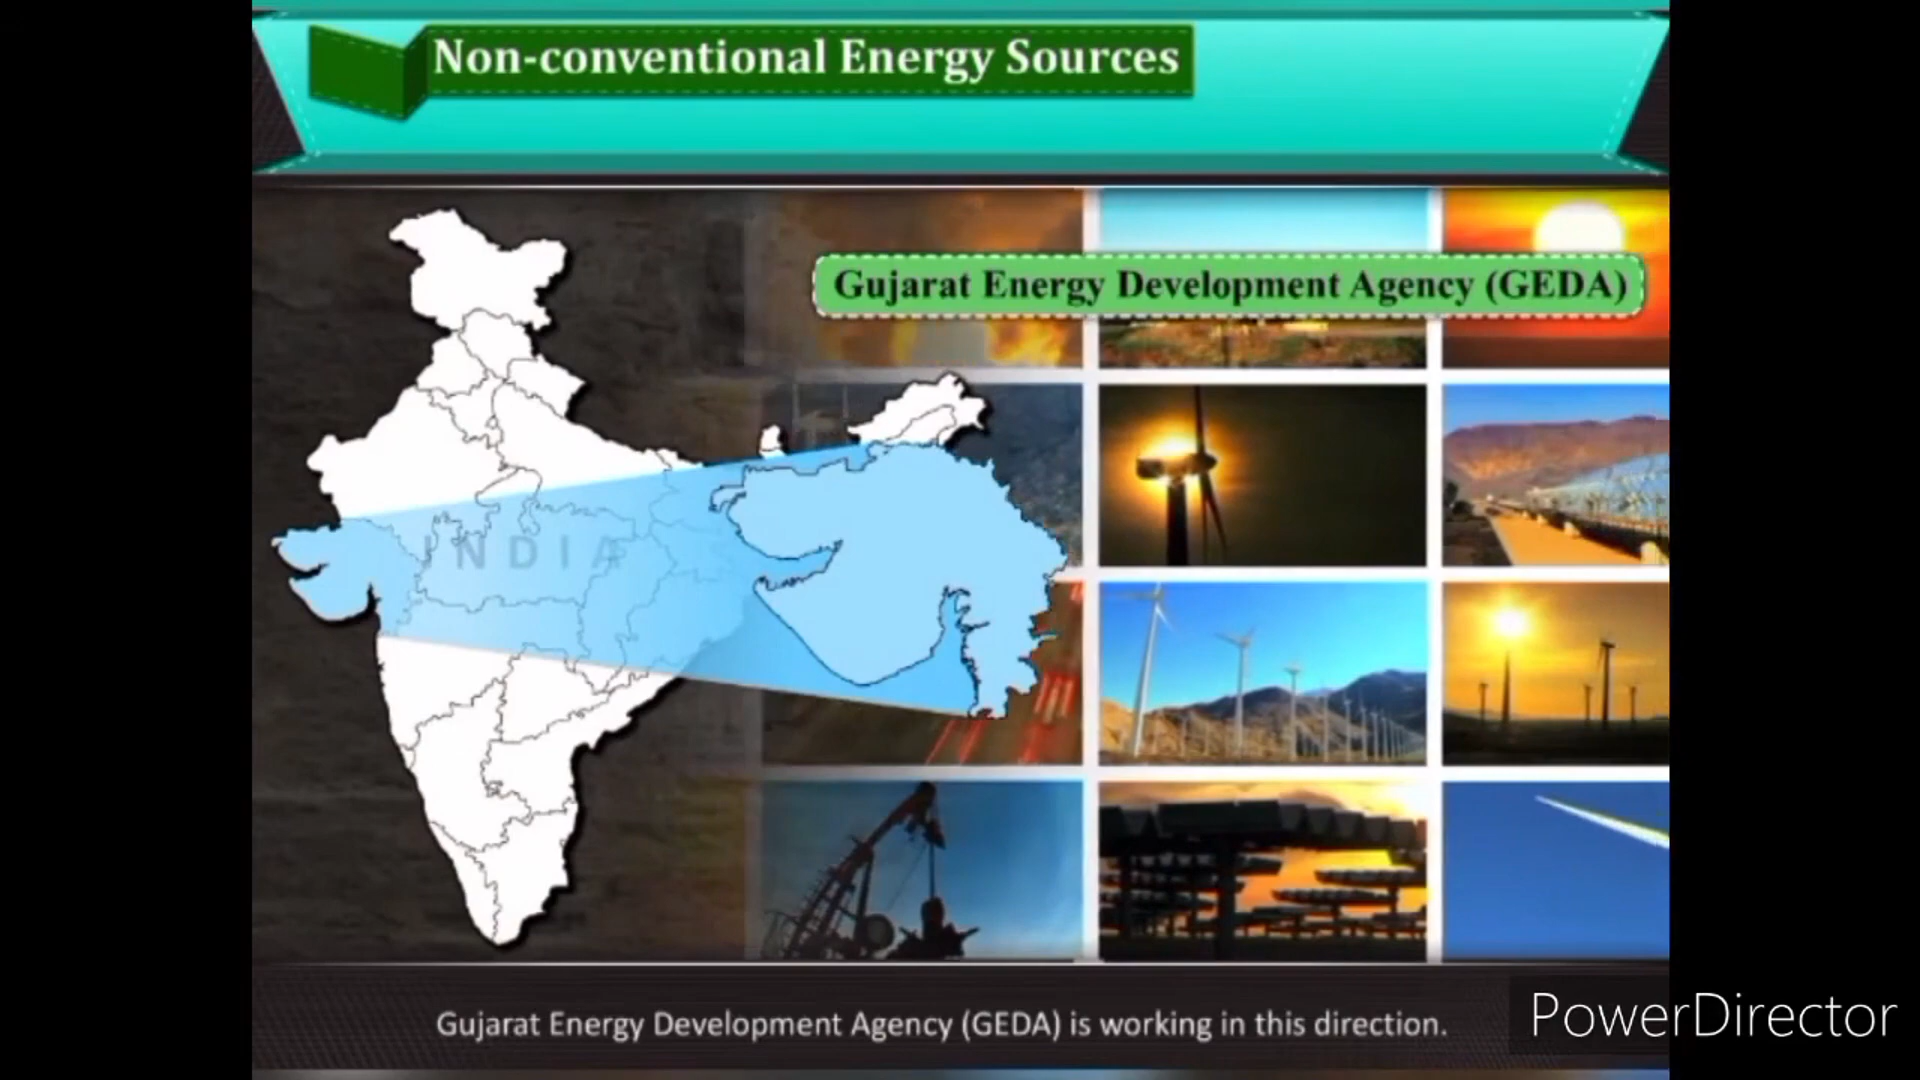 Non-conventional Energy Sources
Gujarat Energy Development Agency (GEDA)
INDIA
Gujarat Energy Development Agency (GEDA) is working in this direction.
PowerDirector